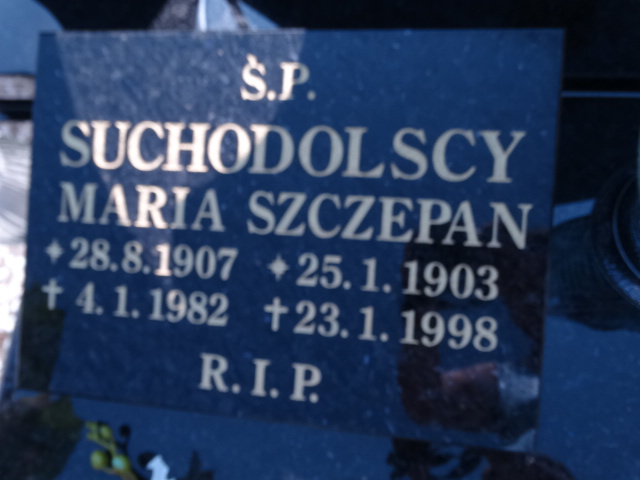 Ś.P.
SUCHODOLSCY
MARIA SZCZEPAN
✦28.8.1907 ✦25.1.1903
†4.1.1982 †23.1.1998
R.I.P.